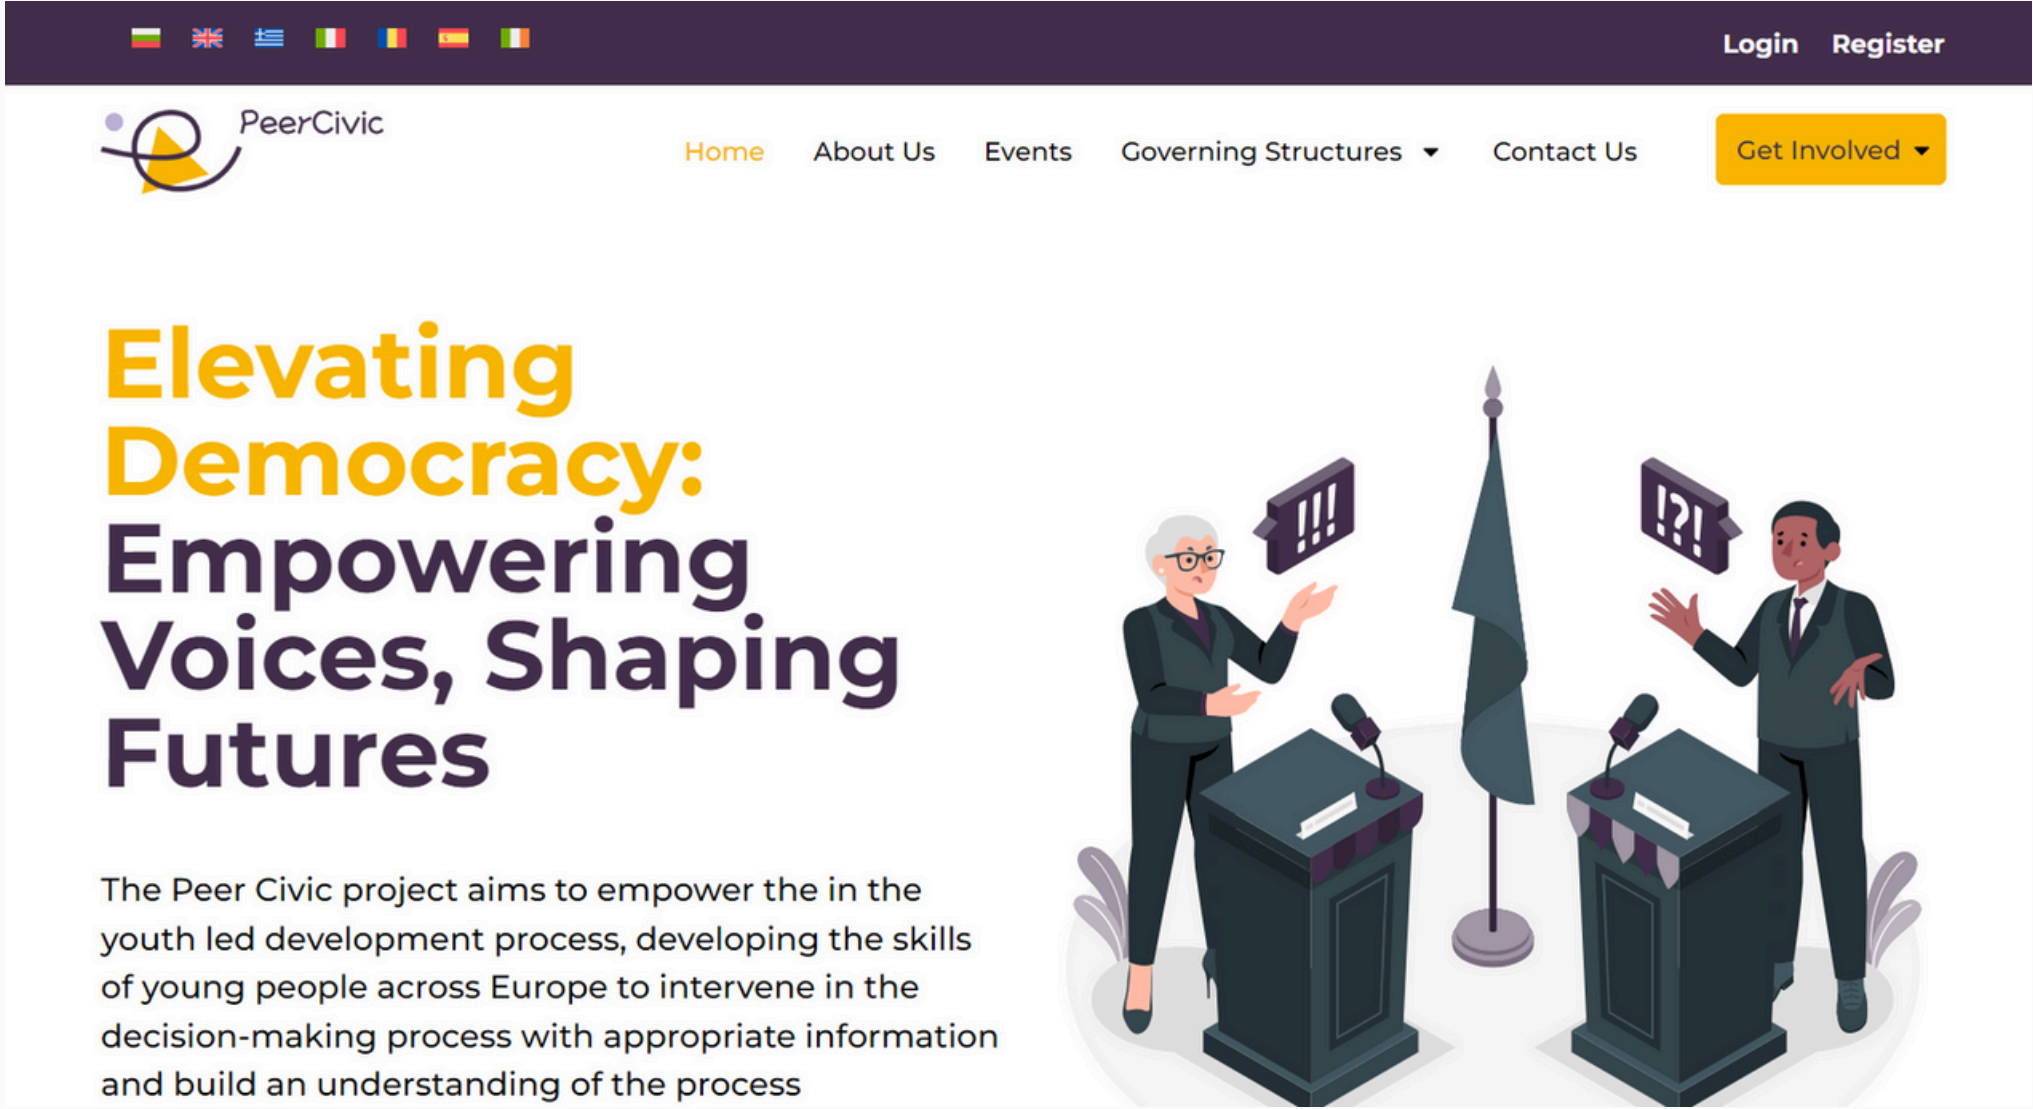 Login Register
PeerCivic
Home About Us Events Governing Structures Contact Us Get Involved
Elevating
Democracy:
Empowering
Voices, Shaping
Futures
!!!
!?!
The Peer Civic project aims to empower the in the
youth led development process, developing the skills
of young people across Europe to intervene in the
decision-making process with appropriate information
and build an understanding of the process